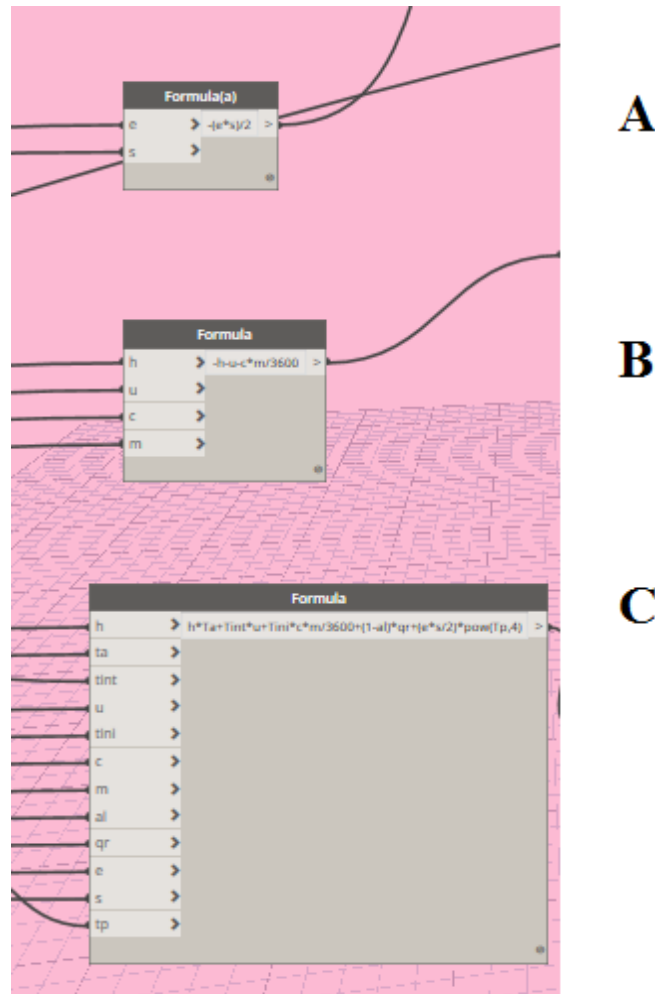 Formula(a)
e > -(e*s)/2 >
s >
A
Formula
h > -h-u-c*m/3600 >
u >
c >
m >
B
Formula
h > h*Ta+Tint*u+Tini*c*m/3600+(1-al)*qr+(e*s/2)*pow(Tp,4) >
ta >
tint >
u >
tini >
c >
m >
al >
qr >
e >
s >
tp >
C